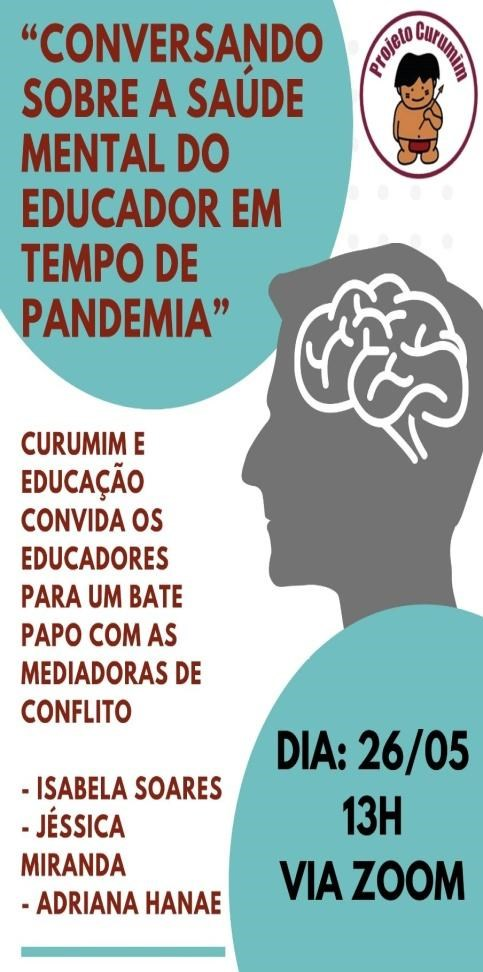 “CONVERSANDO
SOBRE A SAÚDE
MENTAL DO
EDUCADOR EM
TEMPO DE
PANDEMIA”
Projeto Curumim
CURUMIM E
EDUCAÇÃO
CONVIDA OS
EDUCADORES
PARA UM BATE
PAPO COM AS
MEDIADORAS DE
CONFLITO
- ISABELA SOARES
- JÉSSICA
MIRANDA
- ADRIANA HANAE
DIA: 26/05
13H
VIA ZOOM